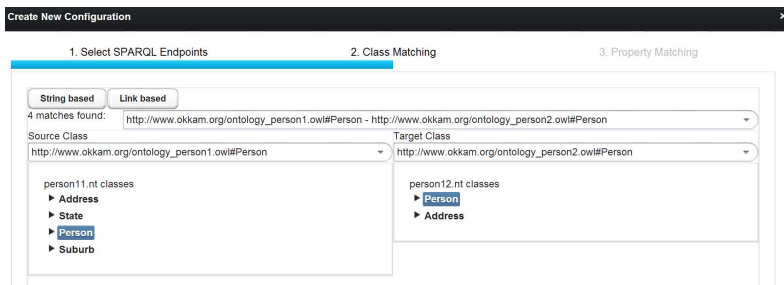 Create New Configuration
×
1. Select SPARQL Endpoints 2. Class Matching 3. Property Matching
String based Link based
4 matches found: http://www.okkam.org/ontology_person1.owl#Person - http://www.okkam.org/ontology_person2.owl#Person
Source Class Target Class
http://www.okkam.org/ontology_person1.owl#Person http://www.okkam.org/ontology_person2.owl#Person
person11.nt classes
Address
State
Person
Suburb
person12.nt classes
Person
Address